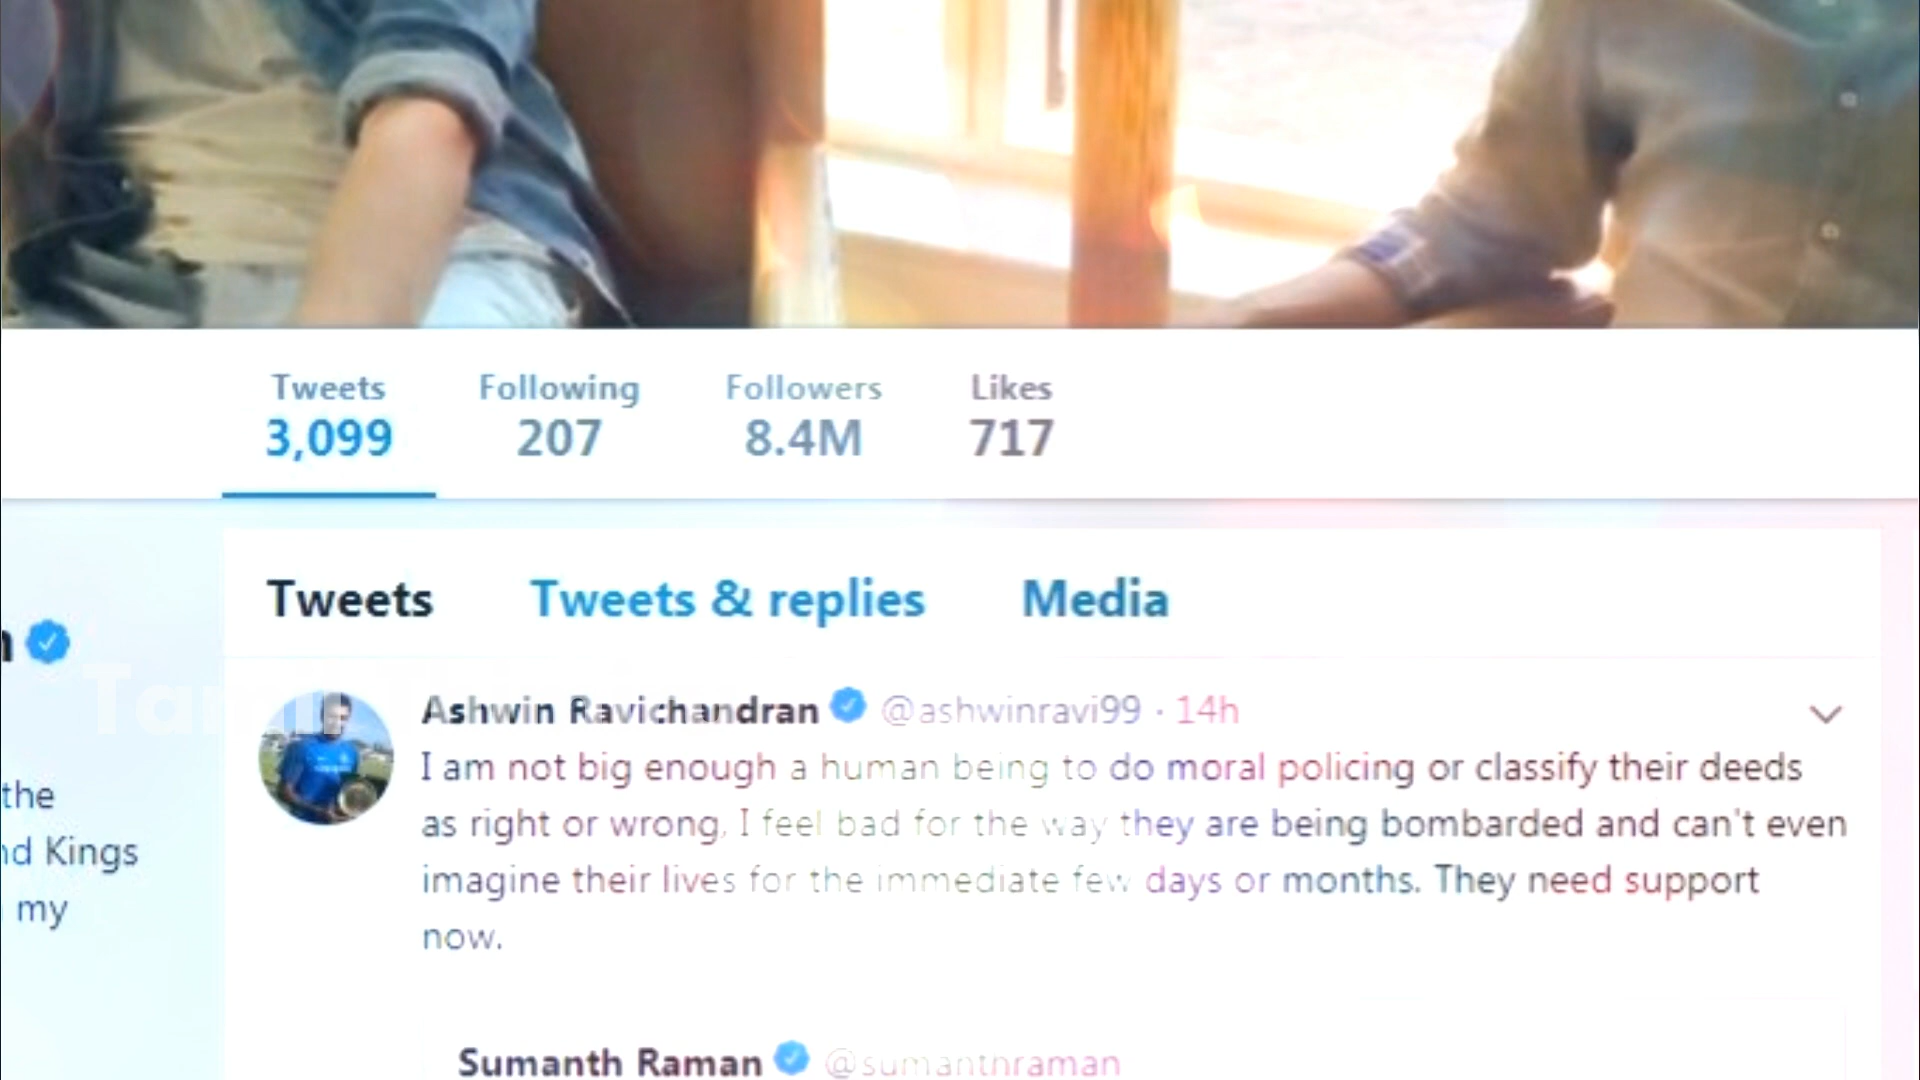 Tweets Following Followers Likes
3,099 207 8.4M 717
Tweets Tweets & replies Media
the
Kings
my
Ashwin Ravichandran @ashwinravi99 · 14h
I am not big enough a human being to do moral policing or classify their deeds
as right or wrong, I feel bad for the way they are being bombarded and can't even
imagine their lives for the immediate few days or months. They need support
now.
Sumanth Raman @sumanthraman